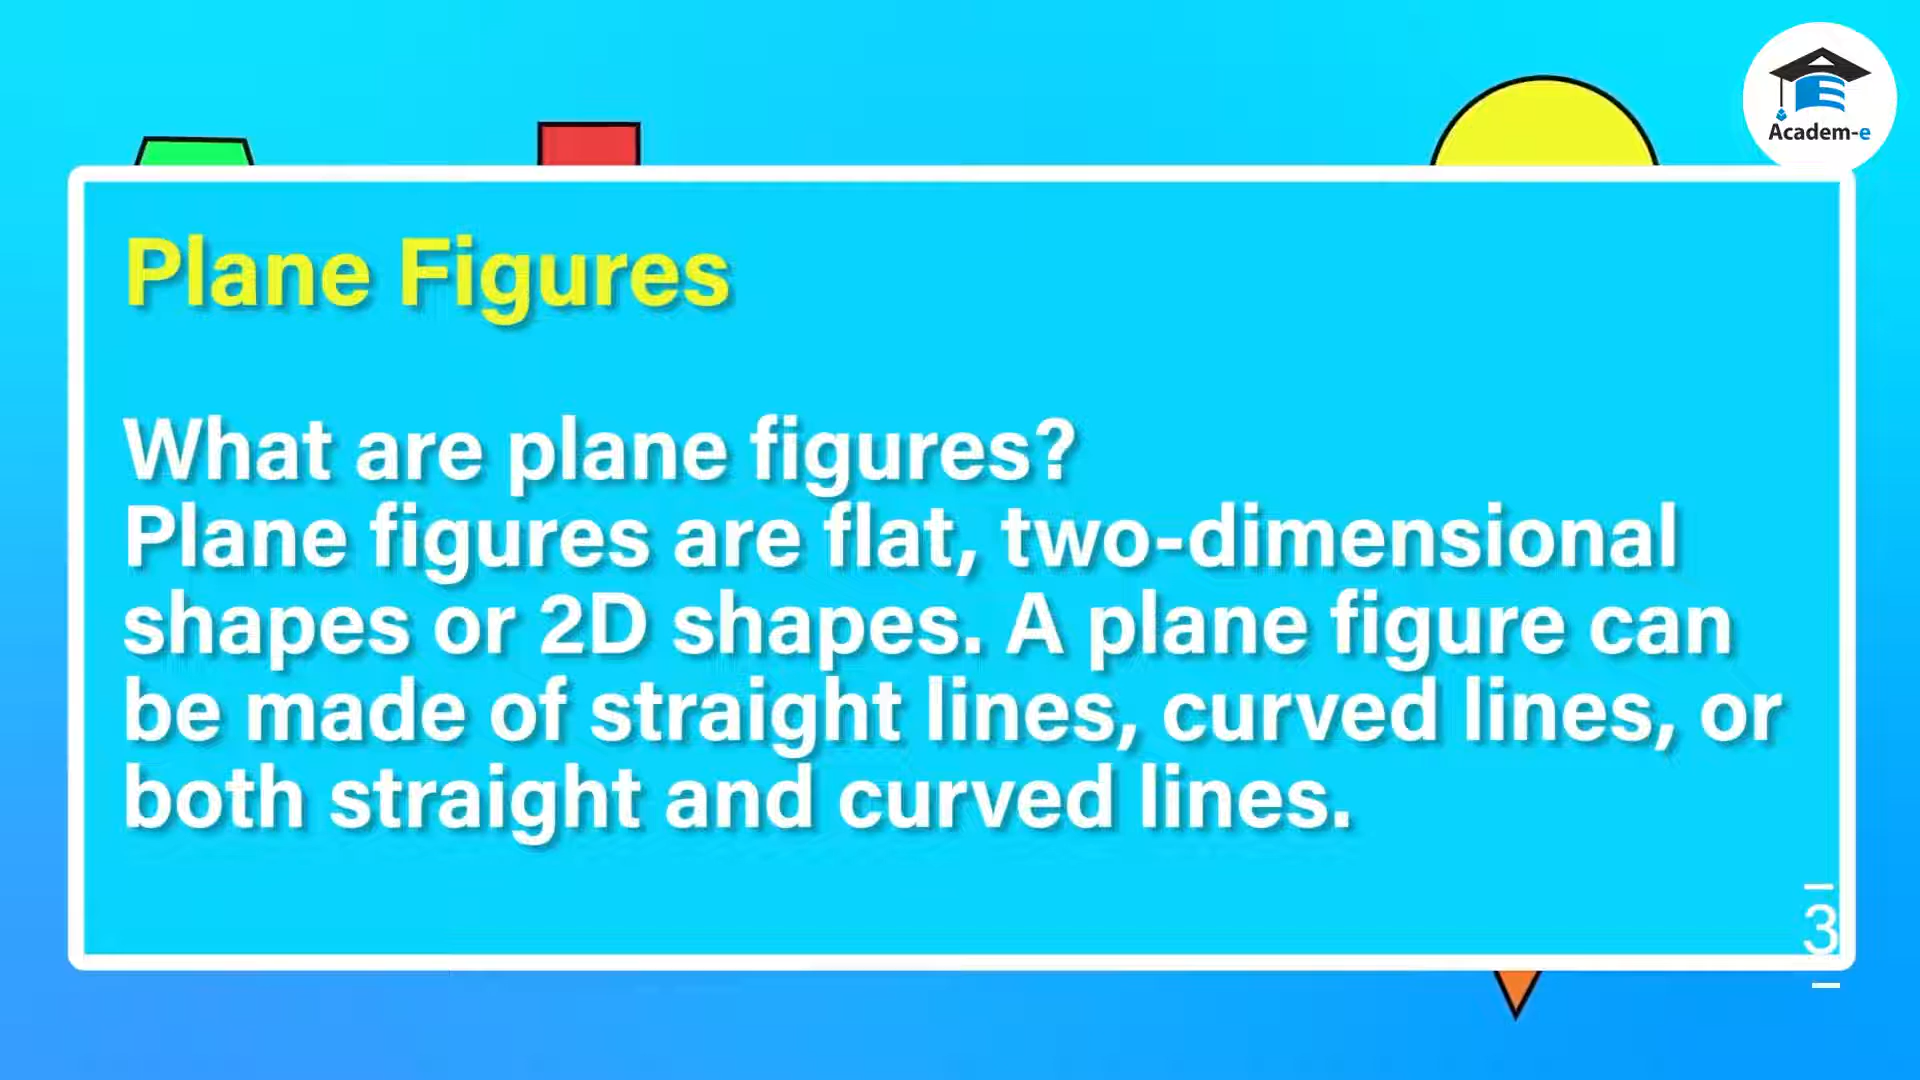 Academ-e
Plane Figures
What are plane figures?
Plane figures are flat, two-dimensional
shapes or 2D shapes. A plane figure can
be made of straight lines, curved lines, or
both straight and curved lines.
3